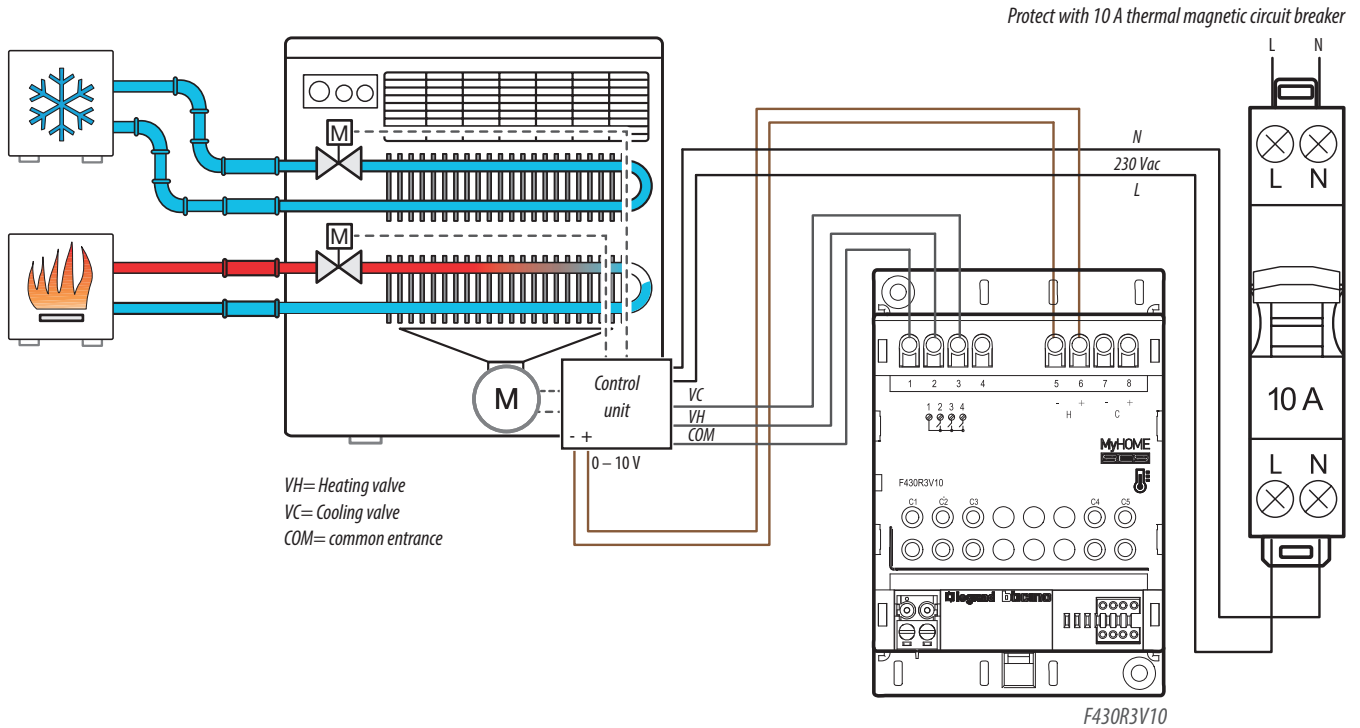 Protect with 10 A thermal magnetic circuit breaker
L N
L N
10 A
L N
M
M
M
N
230 Vac
L
Control
unit
- +
0 – 10 V
VC
VH
COM
VH= Heating valve
VC= Cooling valve
COM= common entrance
1 2 3 4 5 6 7 8
- + - +
H C
1 2 3 4
MyHOME
SCS
F430R3V10
C1 C2 C3 C4 C5
legrand bticino
F430R3V10